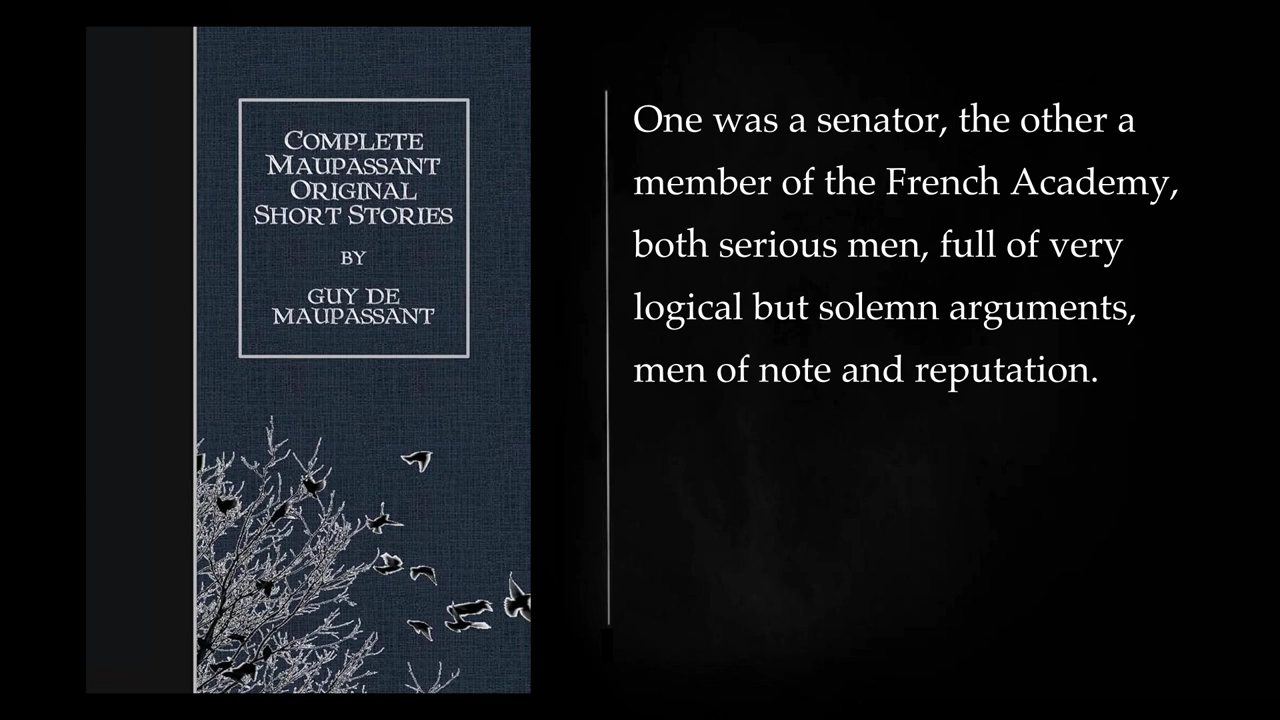 COMPLETE
MAUPASSANT
ORIGINAL
SHORT STORIES
BY
GUY DE
MAUPASSANT
One was a senator, the other a
member of the French Academy,
both serious men, full of very
logical but solemn arguments,
men of note and reputation.